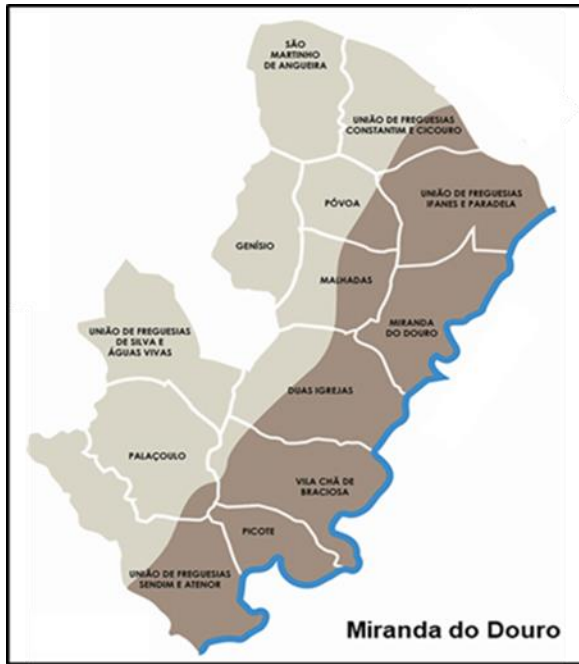 SÃO
MARTINHO
DE ANGUEIRA
UNIÃO DE FREGUESIAS
CONSTANTIM E CICOURO
UNIÃO DE FREGUESIAS
IFANES E PARADELA
PÓVOA
GENÍSIO
MALHADAS
MIRANDA
DO DOURO
UNIÃO DE FREGUESIAS
DE SILVA E
ÁGUAS VIVAS
DUAS IGREJAS
PALAÇOULO
VILA CHÃ DE
BRACIOSA
PICOTE
UNIÃO DE FREGUESIAS
SENDIM E ATENOR
Miranda do Douro